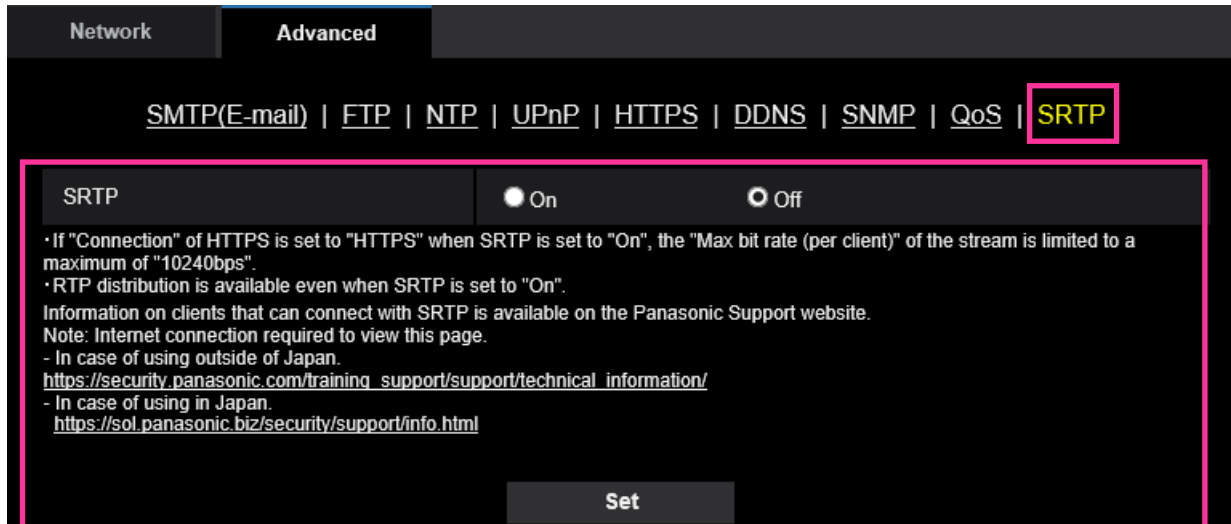 Network Advanced
SMTP(E-mail) | FTP | NTP | UPnP | HTTPS | DDNS | SNMP | QoS | SRTP
SRTP On Off
・If "Connection" of HTTPS is set to "HTTPS" when SRTP is set to "On", the "Max bit rate (per client)" of the stream is limited to a
maximum of "10240bps".
・RTP distribution is available even when SRTP is set to "On".
Information on clients that can connect with SRTP is available on the Panasonic Support website.
Note: Internet connection required to view this page.
- In case of using outside of Japan.
https://security.panasonic.com/training_support/support/technical_information/
- In case of using in Japan.
https://sol.panasonic.biz/security/support/info.html
Set